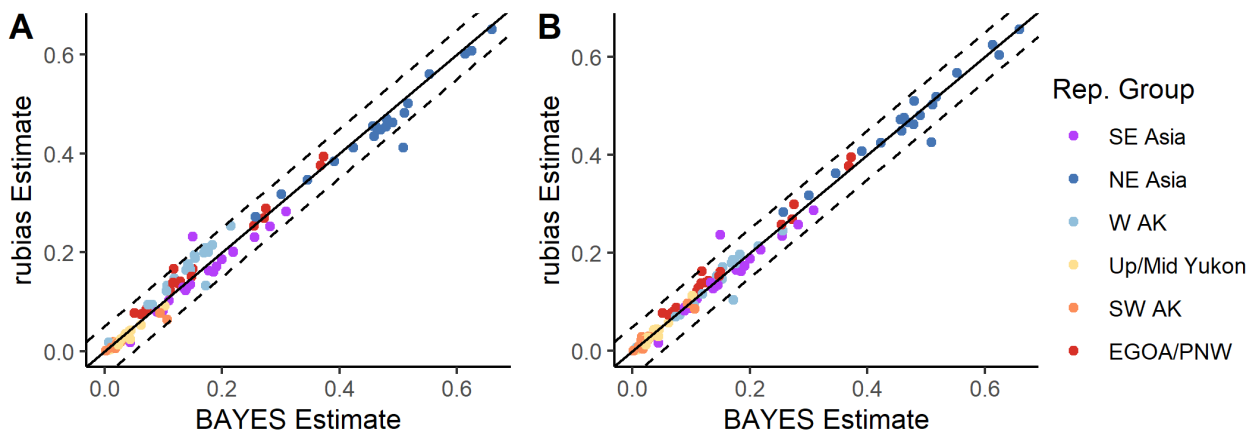 A
rubias Estimate
0.6
0.4
0.2
0.0
0.0 0.2 0.4 0.6
BAYES Estimate
B
rubias Estimate
0.6
0.4
0.2
0.0
0.0 0.2 0.4 0.6
BAYES Estimate
Rep. Group
SE Asia
NE Asia
W AK
Up/Mid Yukon
SW AK
EGOA/PNW